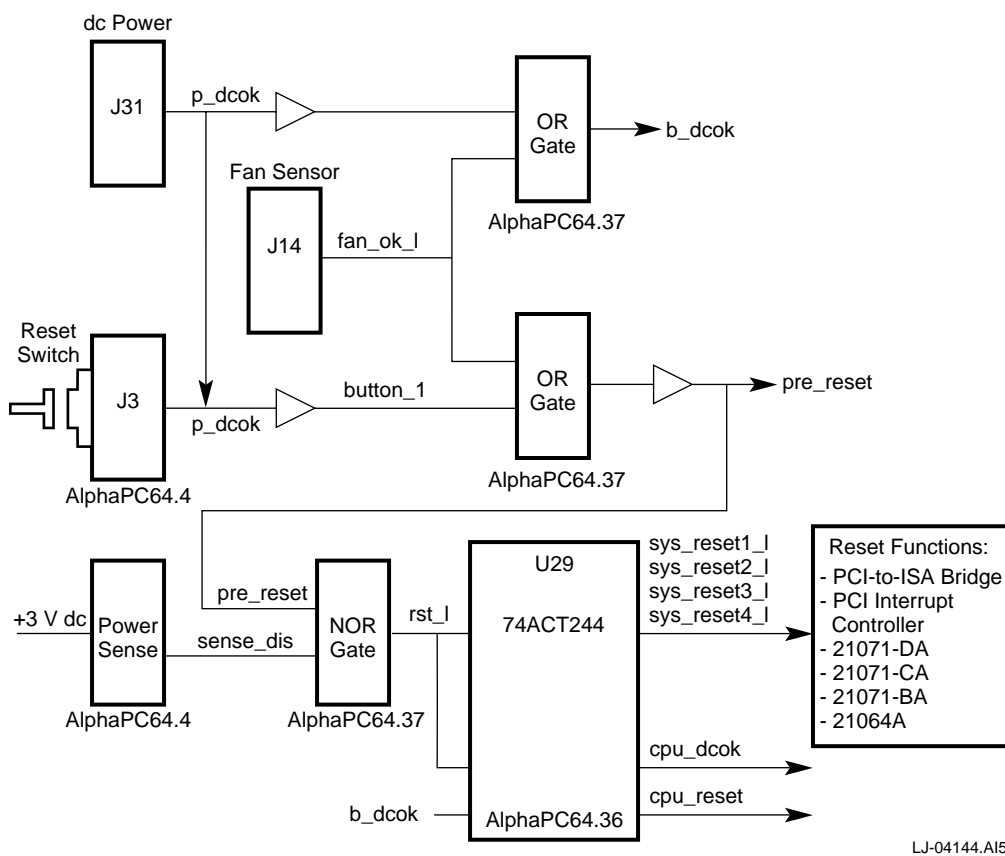 dc Power
J31
p_dcok
OR
Gate
b_dcok
AlphaPC64.37
Fan Sensor
J14
fan_ok_l
Reset
Switch
J3
p_dcok
button_1
OR
Gate
pre_reset
AlphaPC64.4
AlphaPC64.37
+3 V dc
Power
Sense
AlphaPC64.4
pre_reset
sense_dis
NOR
Gate
AlphaPC64.37
rst_l
U29
74ACT244
AlphaPC64.36
b_dcok
sys_reset1_l
sys_reset2_l
sys_reset3_l
sys_reset4_l
cpu_dcok
cpu_reset
Reset Functions:
- PCI-to-ISA Bridge
- PCI Interrupt
Controller
- 21071-DA
- 21071-CA
- 21071-BA
- 21064A
LJ-04144.AI5